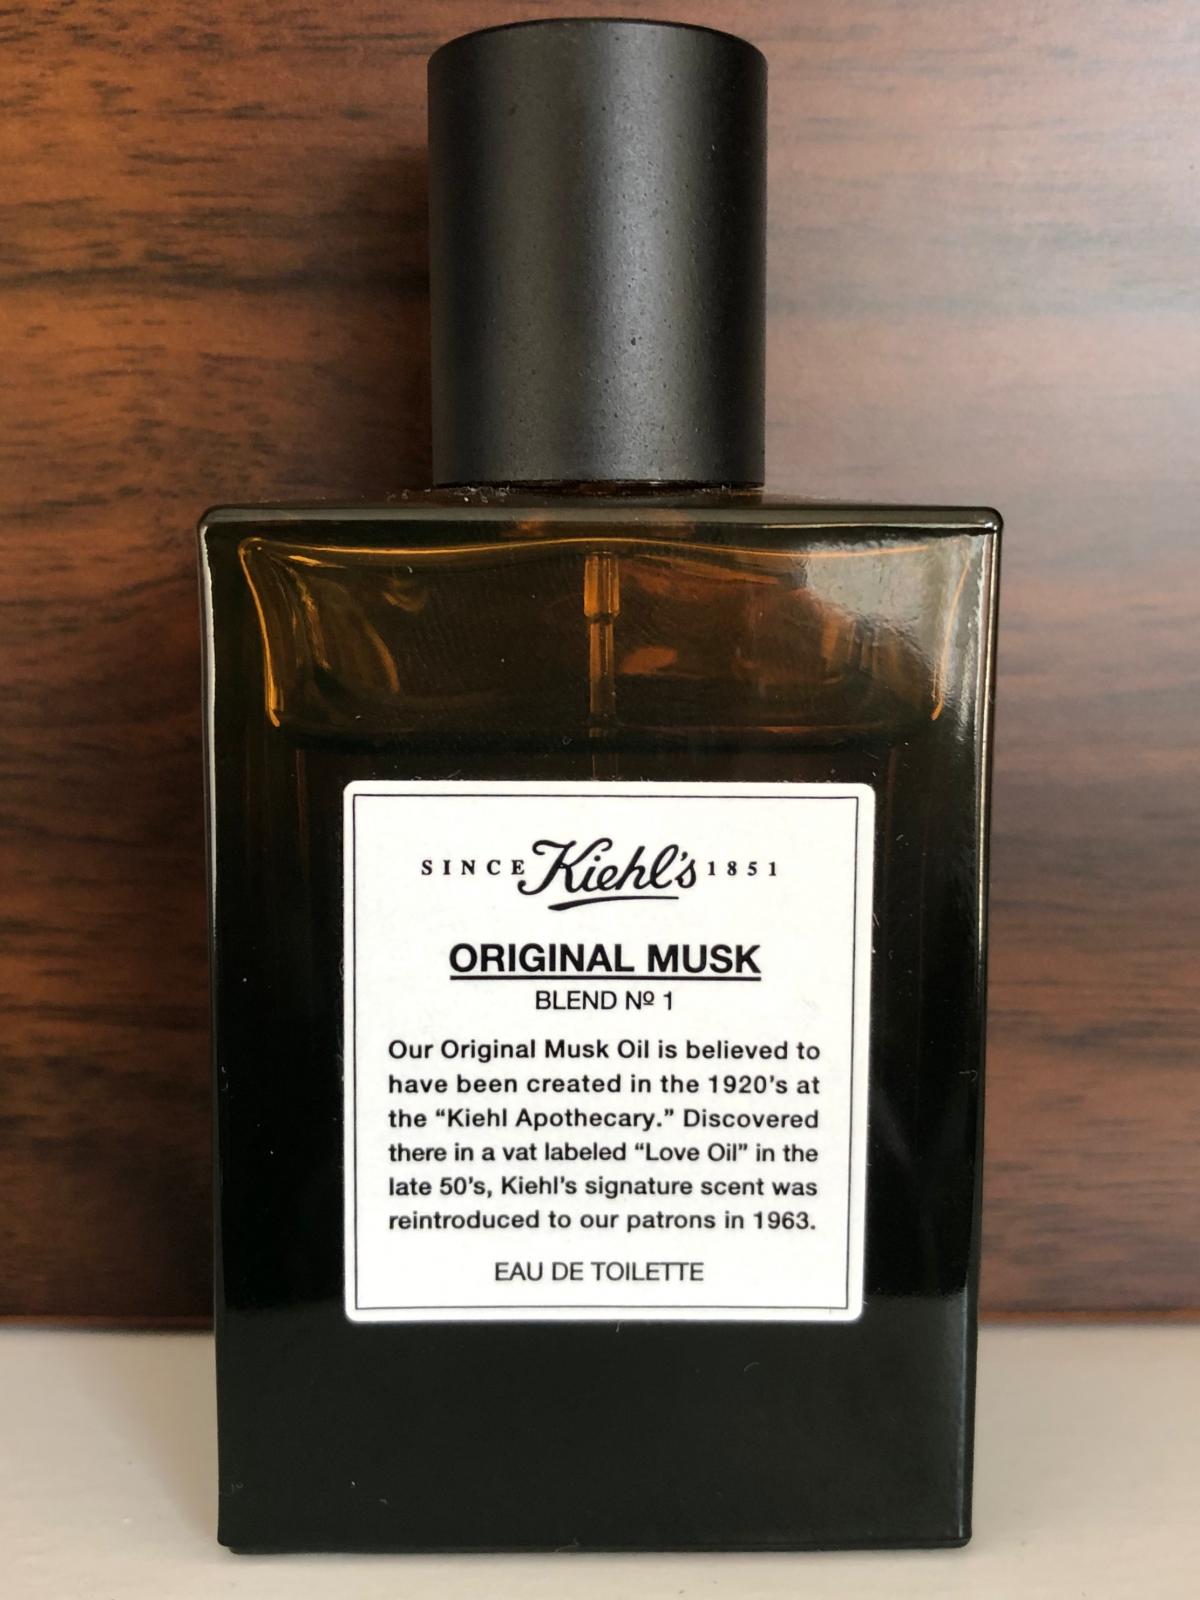 SINCE Kiehl's 1851
ORIGINAL MUSK
BLEND Nº 1
Our Original Musk Oil is believed to
have been created in the 1920's at
the “Kiehl Apothecary.” Discovered
there in a vat labeled “Love Oil” in the
late 50's, Kiehl's signature scent was
reintroduced to our patrons in 1963.
EAU DE TOILETTE